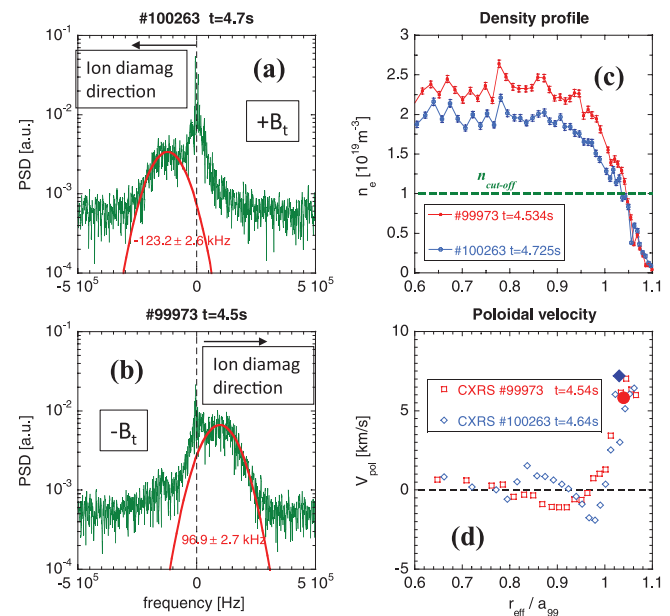 #100263 t=4.7s
10^-1
10^-2
10^-3
10^-4
PSD [a.u.]
Ion diamag
direction
(a)
+B_t
-123.2 ± 2.6 kHz
-5 10^5
0
5 10^5
Density profile
3
2.5
2
1.5
1
0.5
0
n_e [10^19 m^-3]
(c)
n_cut-off
#99973 t=4.534s
#100263 t=4.725s
0.6 0.7 0.8 0.9 1 1.1
#99973 t=4.5s
10^-1
10^-2
10^-3
10^-4
PSD [a.u.]
Ion diamag
direction
(b)
-B_t
96.9 ± 2.7 kHz
-5 10^5
0
5 10^5
frequency [Hz]
Poloidal velocity
10
5
0
-5
V_pol [km/s]
CXRS #99973 t=4.54s
CXRS #100263 t=4.64s
(d)
0.6 0.7 0.8 0.9 1 1.1
r_eff / a_99